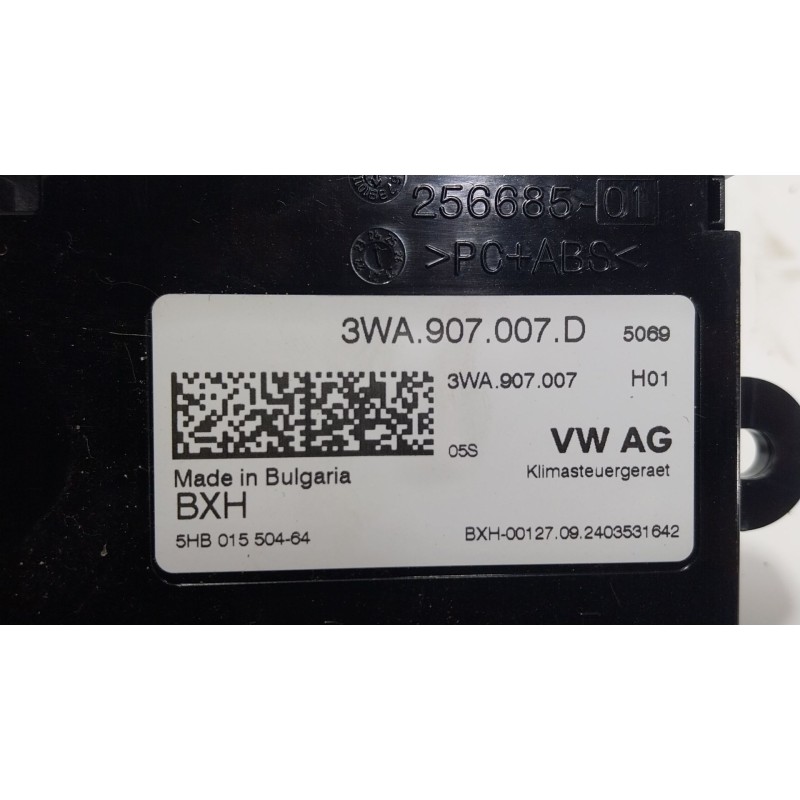 256685-01
>PC+ABS<
3WA.907.007.D 5069
3WA.907.007 H01
05S VW AG
Made in Bulgaria Klimasteuergeraet
BXH
5HB 015 504-64 BXH-00127.09.2403531642